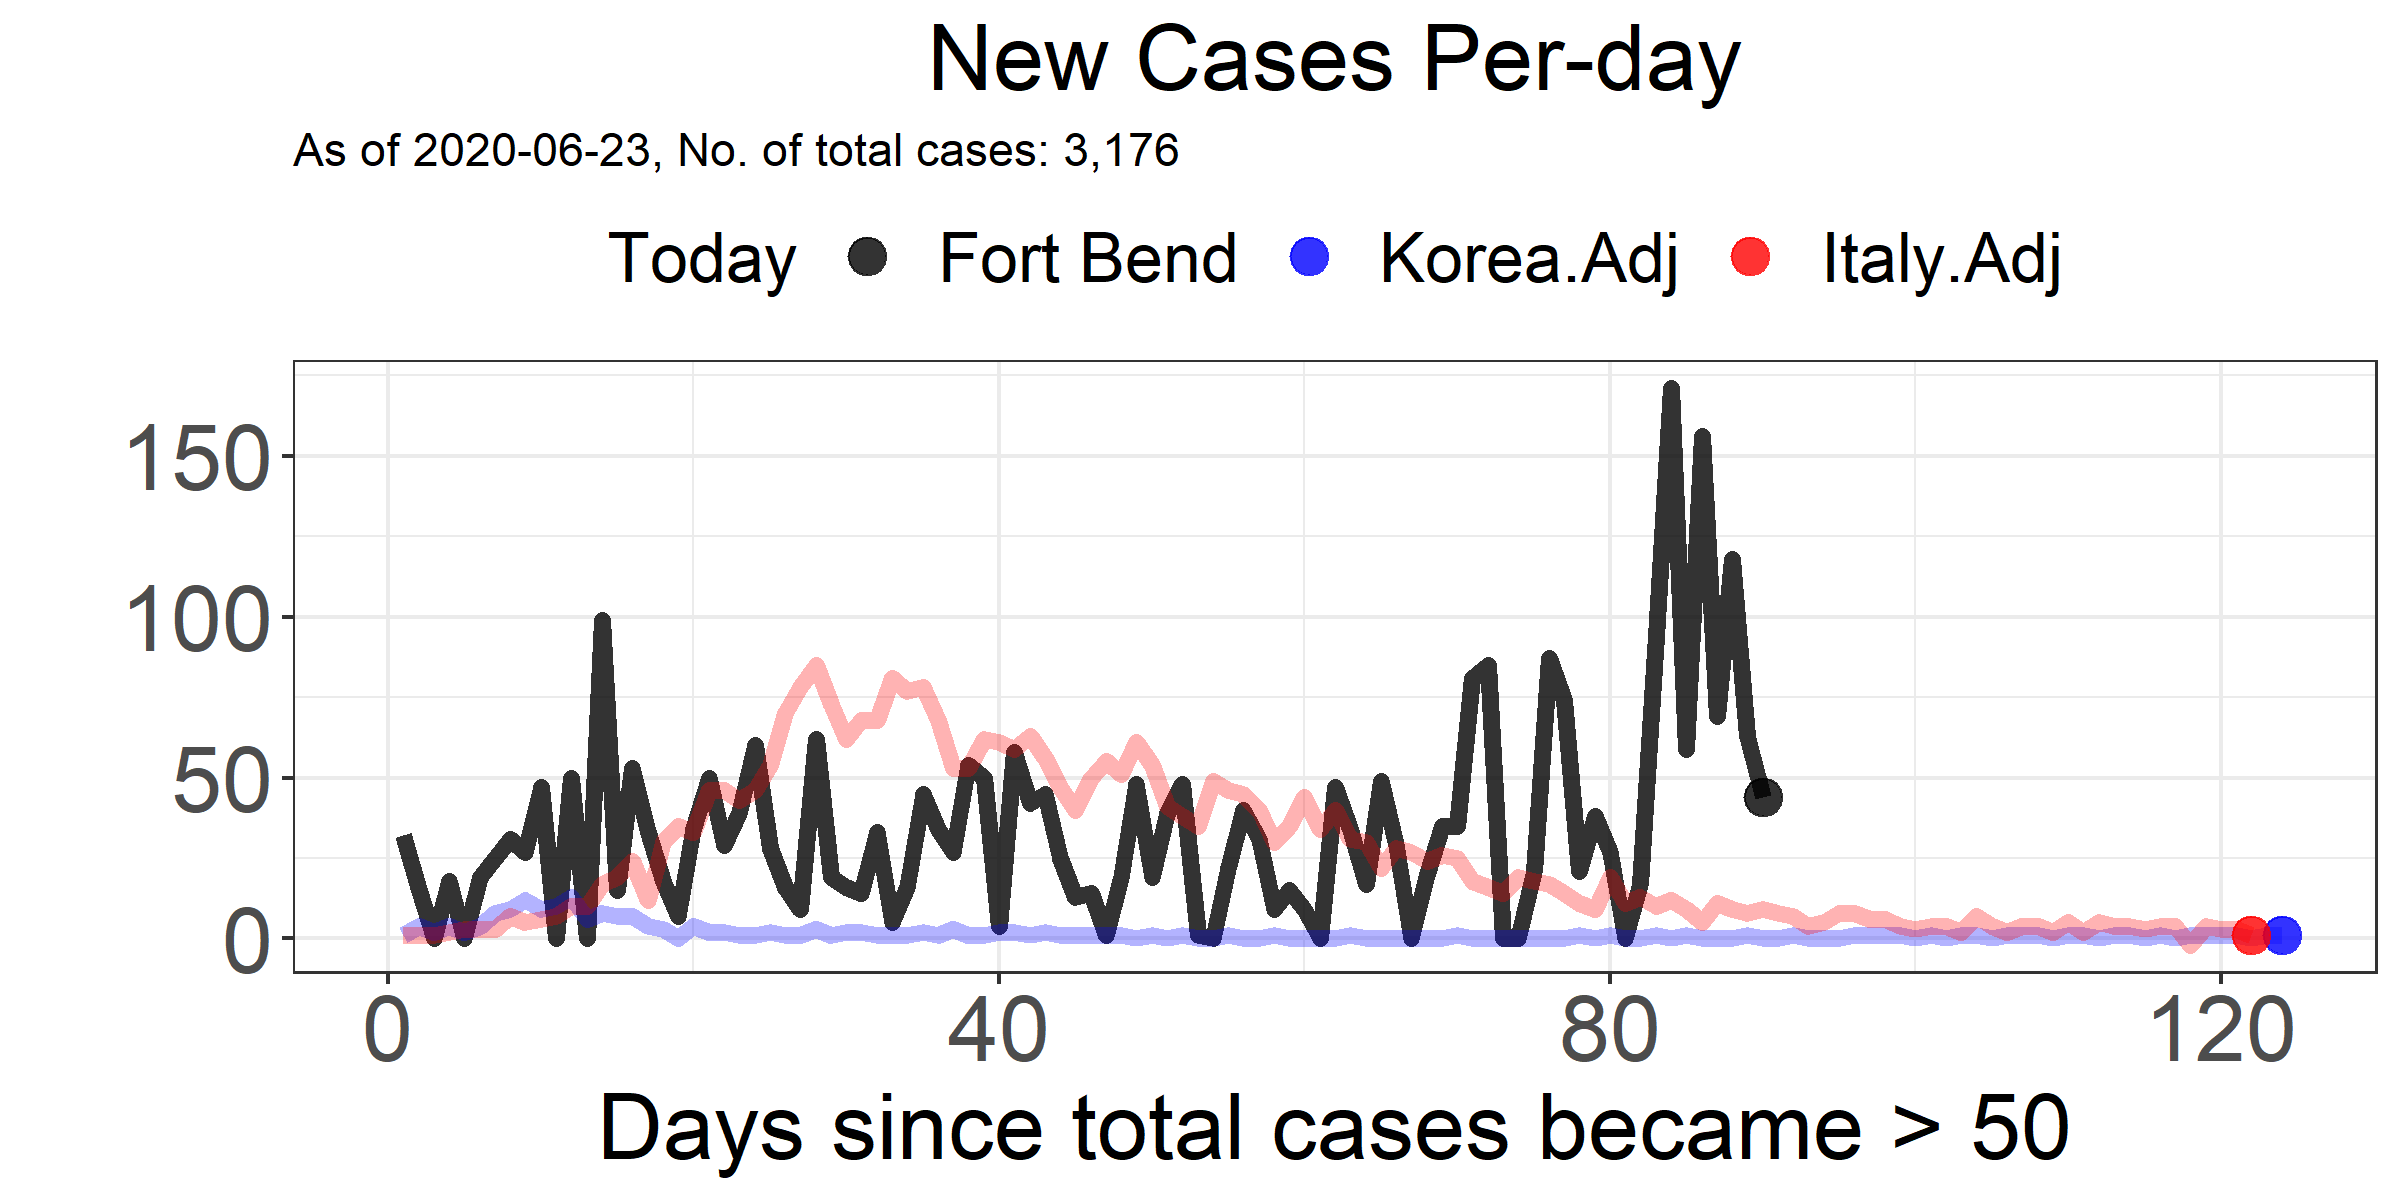 New Cases Per-day
As of 2020-06-23, No. of total cases: 3,176
Today Fort Bend Korea.Adj Italy.Adj
150
100
50
0
0 40 80 120
Days since total cases became > 50